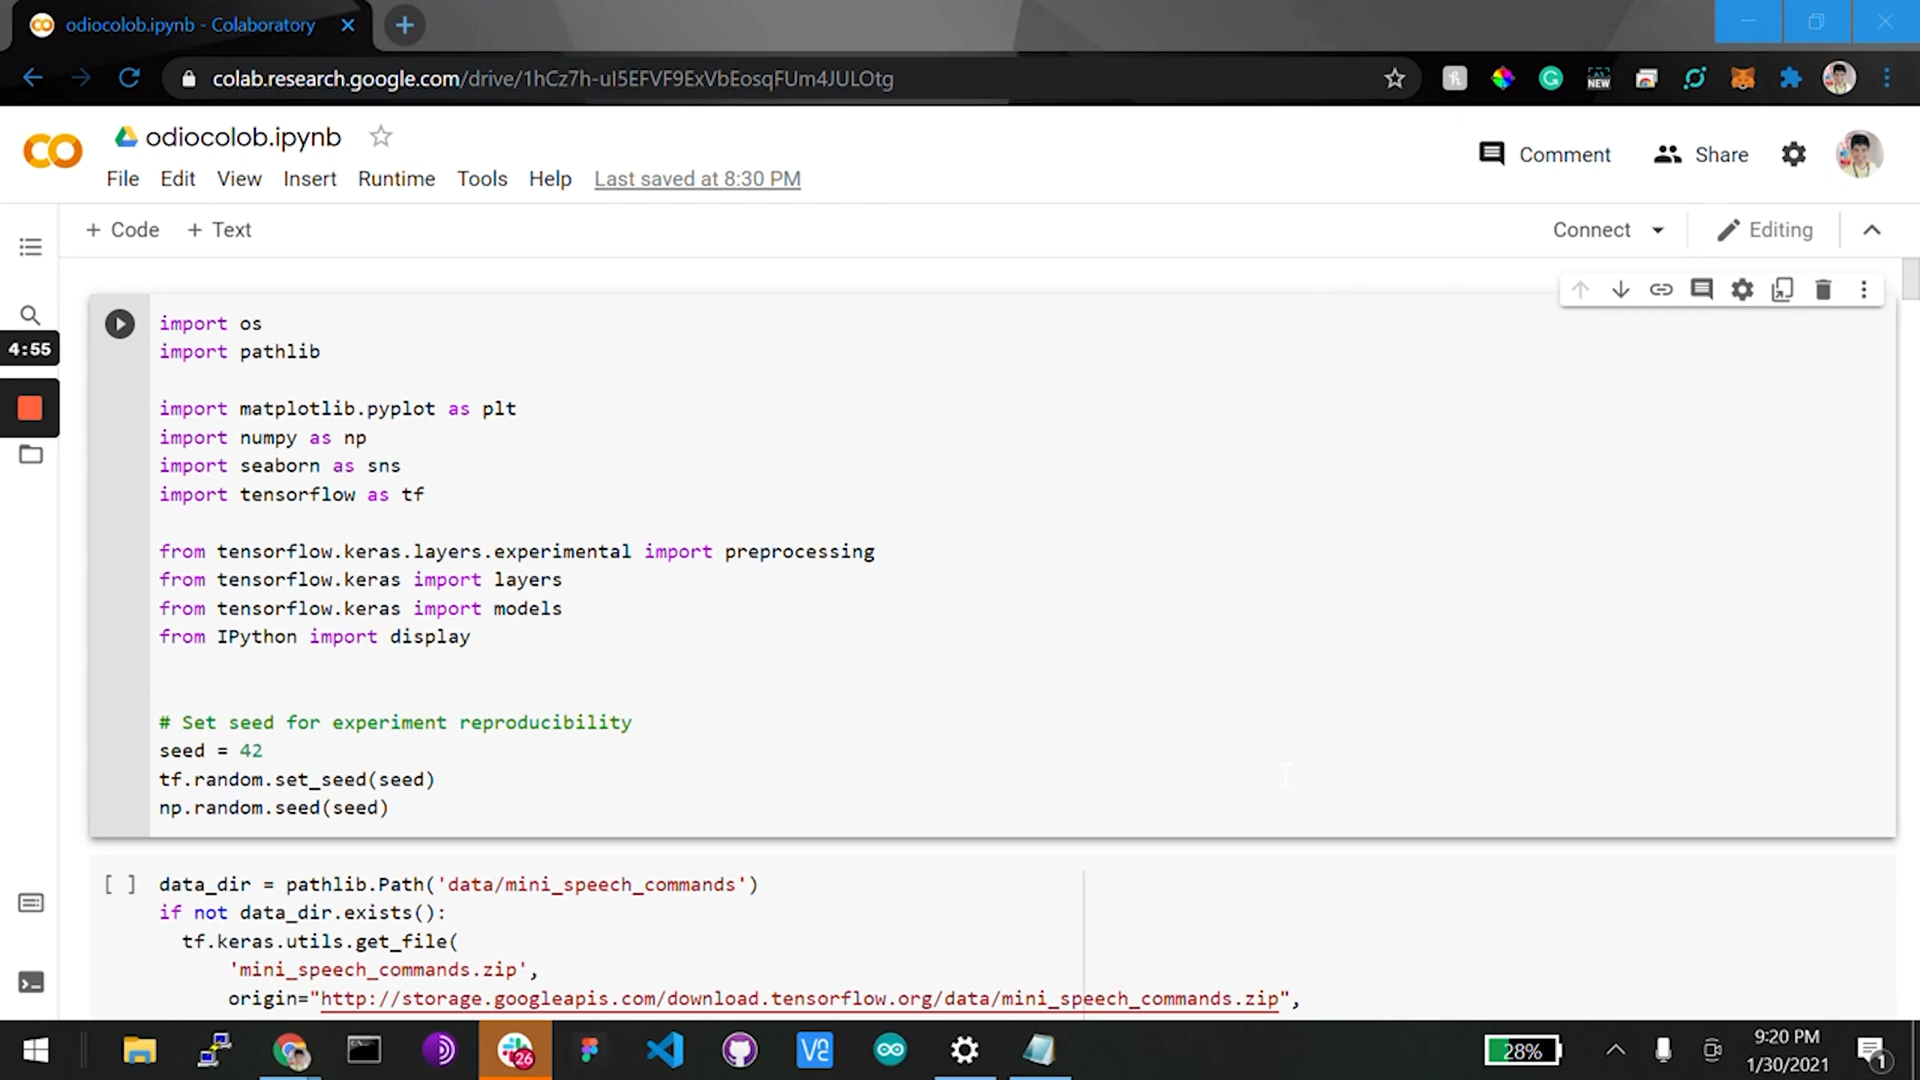 odiocolob.ipynb - Colaboratory
colab.research.google.com/drive/1hCz7h-uI5EFVF9ExVbEosqFUm4JULOtg
NEW
odiocolob.ipynb
Comment
Share
File Edit View Insert Runtime Tools Help Last saved at 8:30 PM
+ Code + Text
Connect
Editing
4:55
import os
import pathlib
import matplotlib.pyplot as plt
import numpy as np
import seaborn as sns
import tensorflow as tf
from tensorflow.keras.layers.experimental import preprocessing
from tensorflow.keras import layers
from tensorflow.keras import models
from IPython import display
# Set seed for experiment reproducibility
seed = 42
tf.random.set_seed(seed)
np.random.seed(seed)
[ ] data_dir = pathlib.Path('data/mini_speech_commands')
if not data_dir.exists():
tf.keras.utils.get_file(
'mini_speech_commands.zip',
origin="http://storage.googleapis.com/download.tensorflow.org/data/mini_speech_commands.zip",
26
28%
9:20 PM
1/30/2021
1